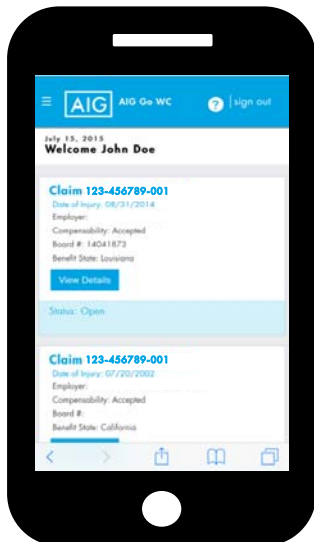 AIG AIG Go WC ? sign out
July 15, 2015
Welcome John Doe
Claim 123-456789-001
Date of Injury: 08/31/2014
Employer:
Compensability: Accepted
Board #: 14041873
Benefit State: Louisiana
View Details
Status: Open
Claim 123-456789-001
Date of Injury: 07/20/2002
Employer:
Compensability: Accepted
Board #:
Benefit State: California